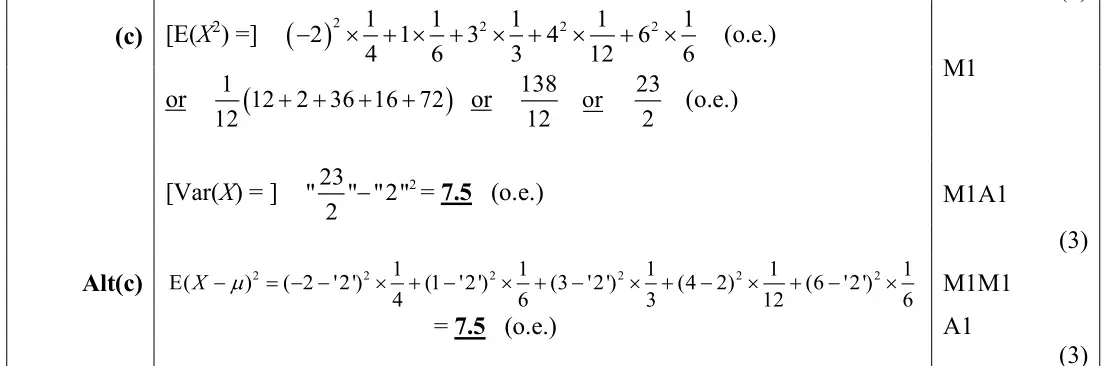 (c) [E(X²) =] (−2)² × 1/4 + 1 × 1/6 + 3² × 1/3 + 4² × 1/12 + 6² × 1/6 (o.e.)
or 1/12 (12 + 2 + 36 + 16 + 72) or 138/12 or 23/2 (o.e.) M1
[Var(X) = ] "23/2" − "2"² = 7.5 (o.e.) M1A1
(3)
Alt(c) E(X − μ)² = (−2 − '2')² × 1/4 + (1 − '2')² × 1/6 + (3 − '2')² × 1/3 + (4 − 2)² × 1/12 + (6 − '2')² × 1/6 M1M1
= 7.5 (o.e.) A1
(3)